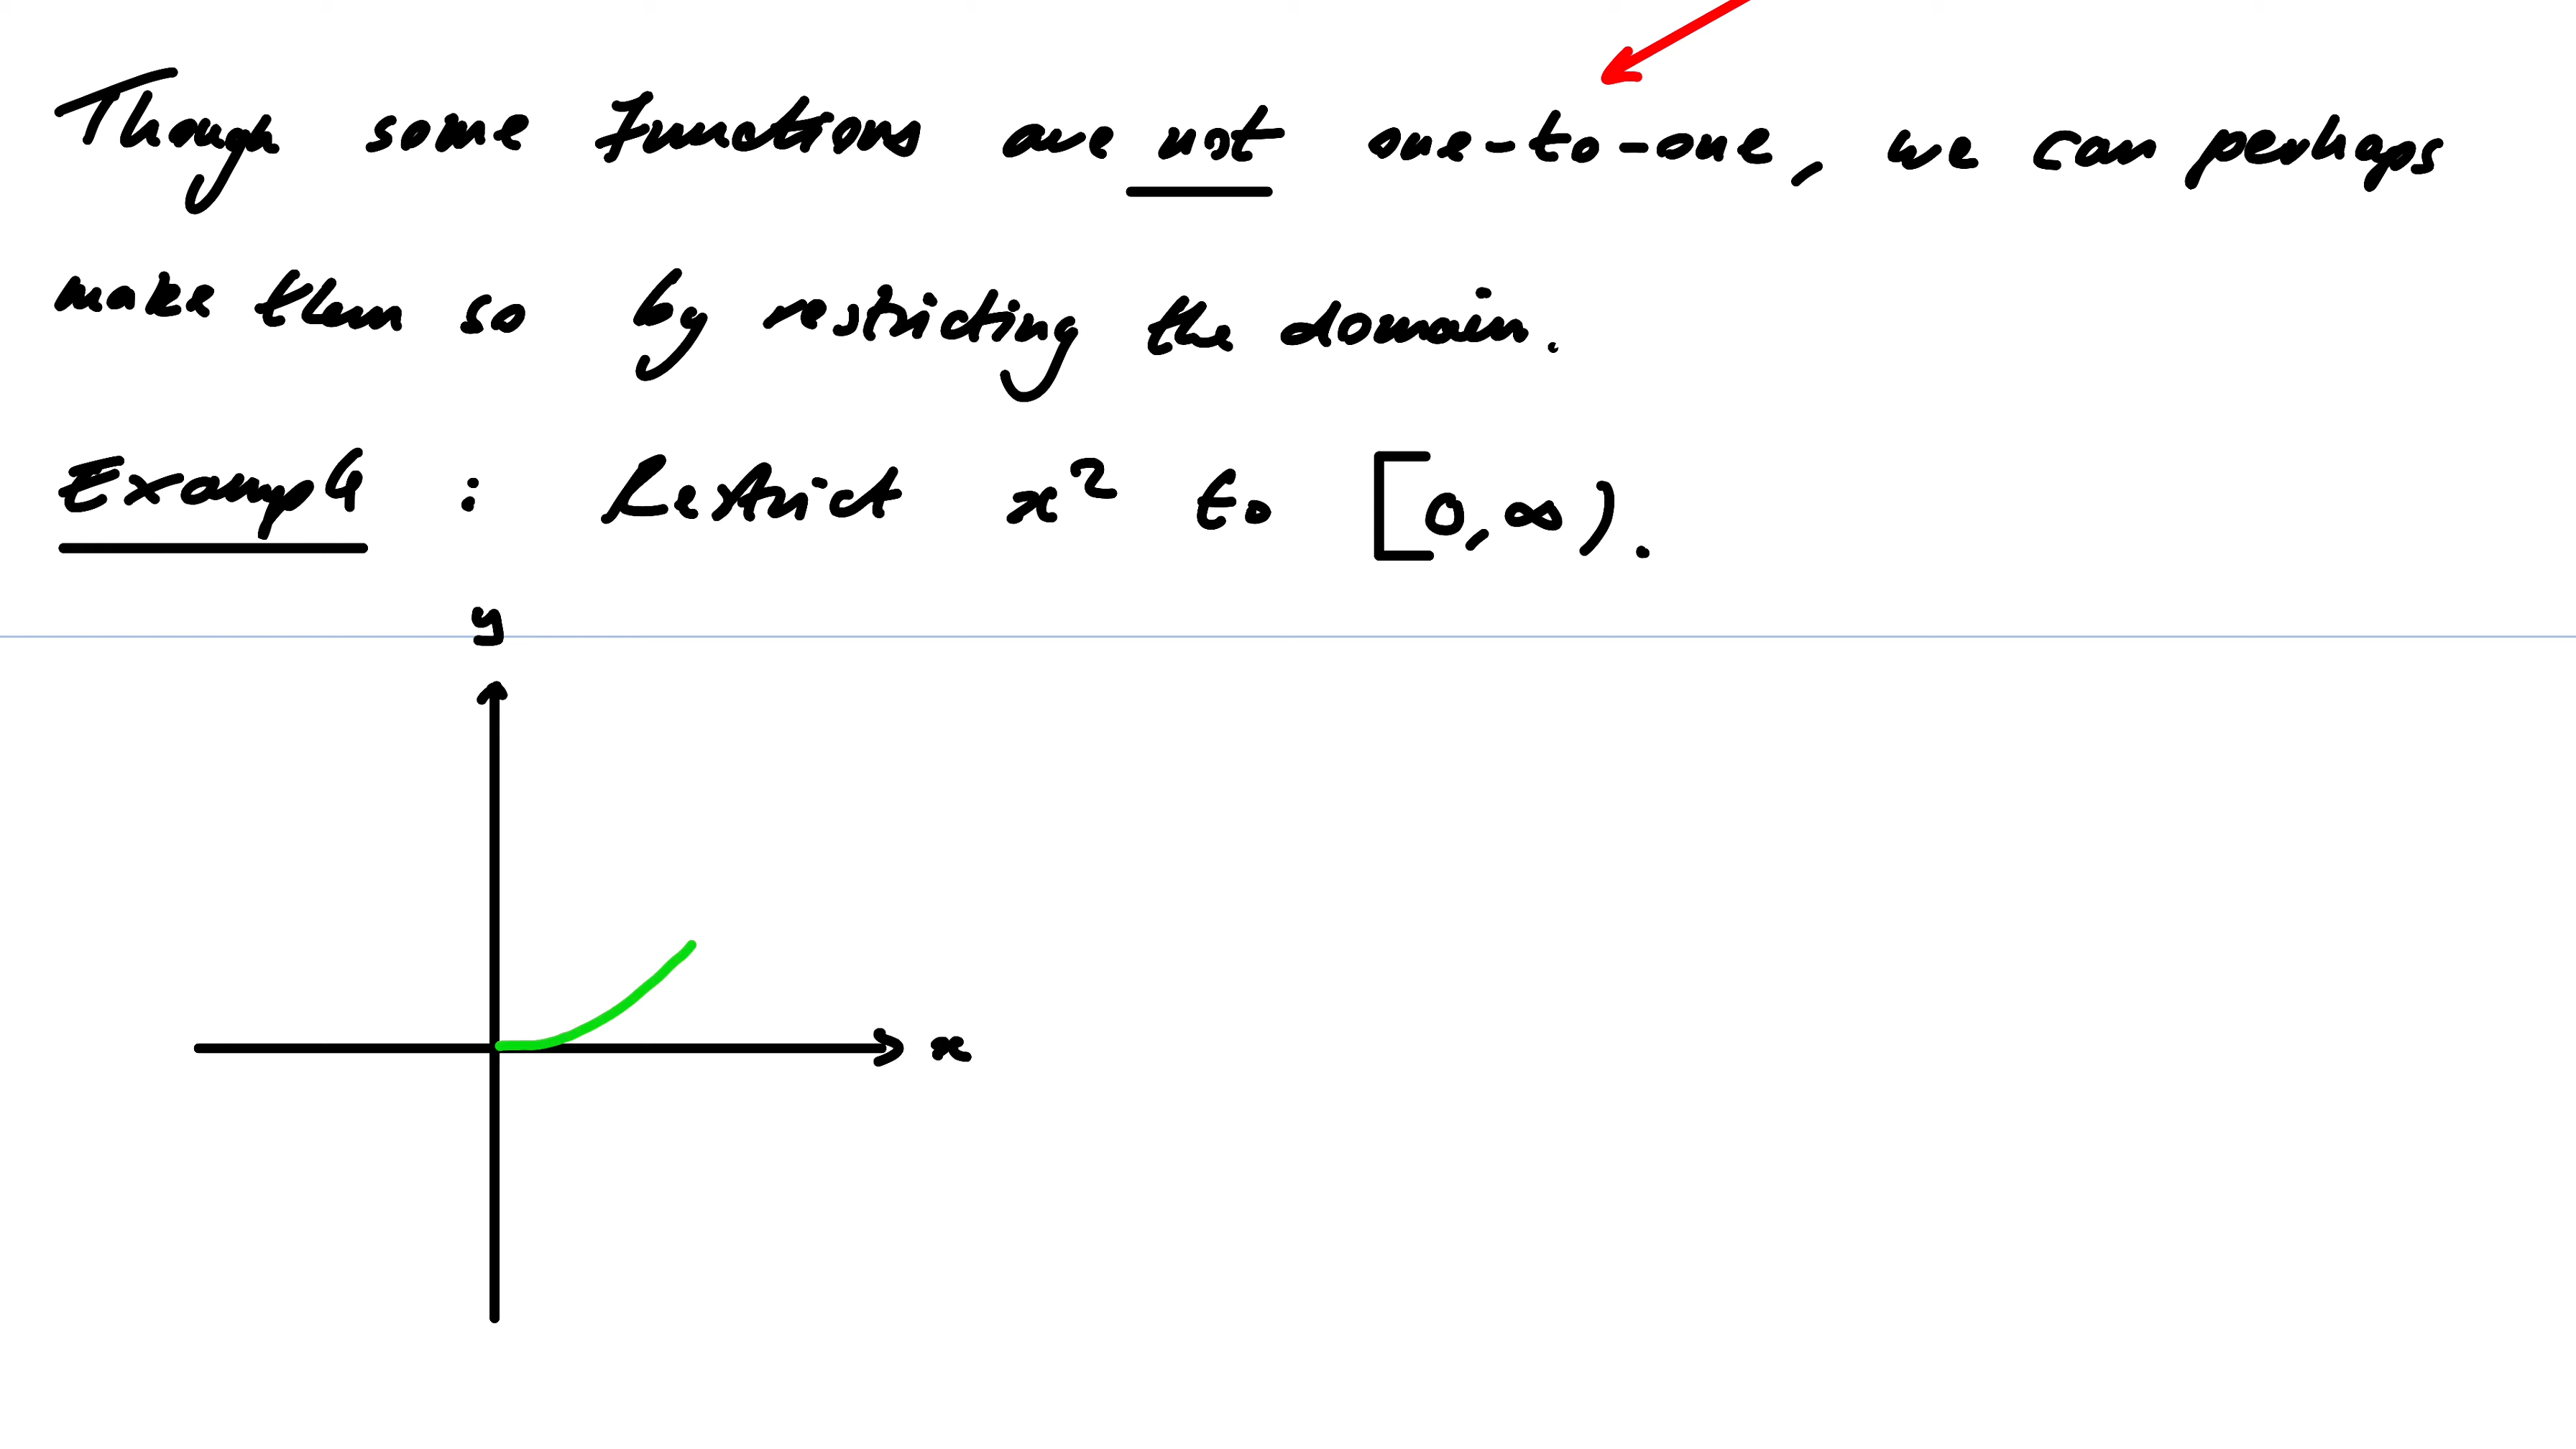 Though some functions are not one-to-one, we can perhaps
make them so by restricting the domain.
Example : Restrict x² to [0,∞).
y
x